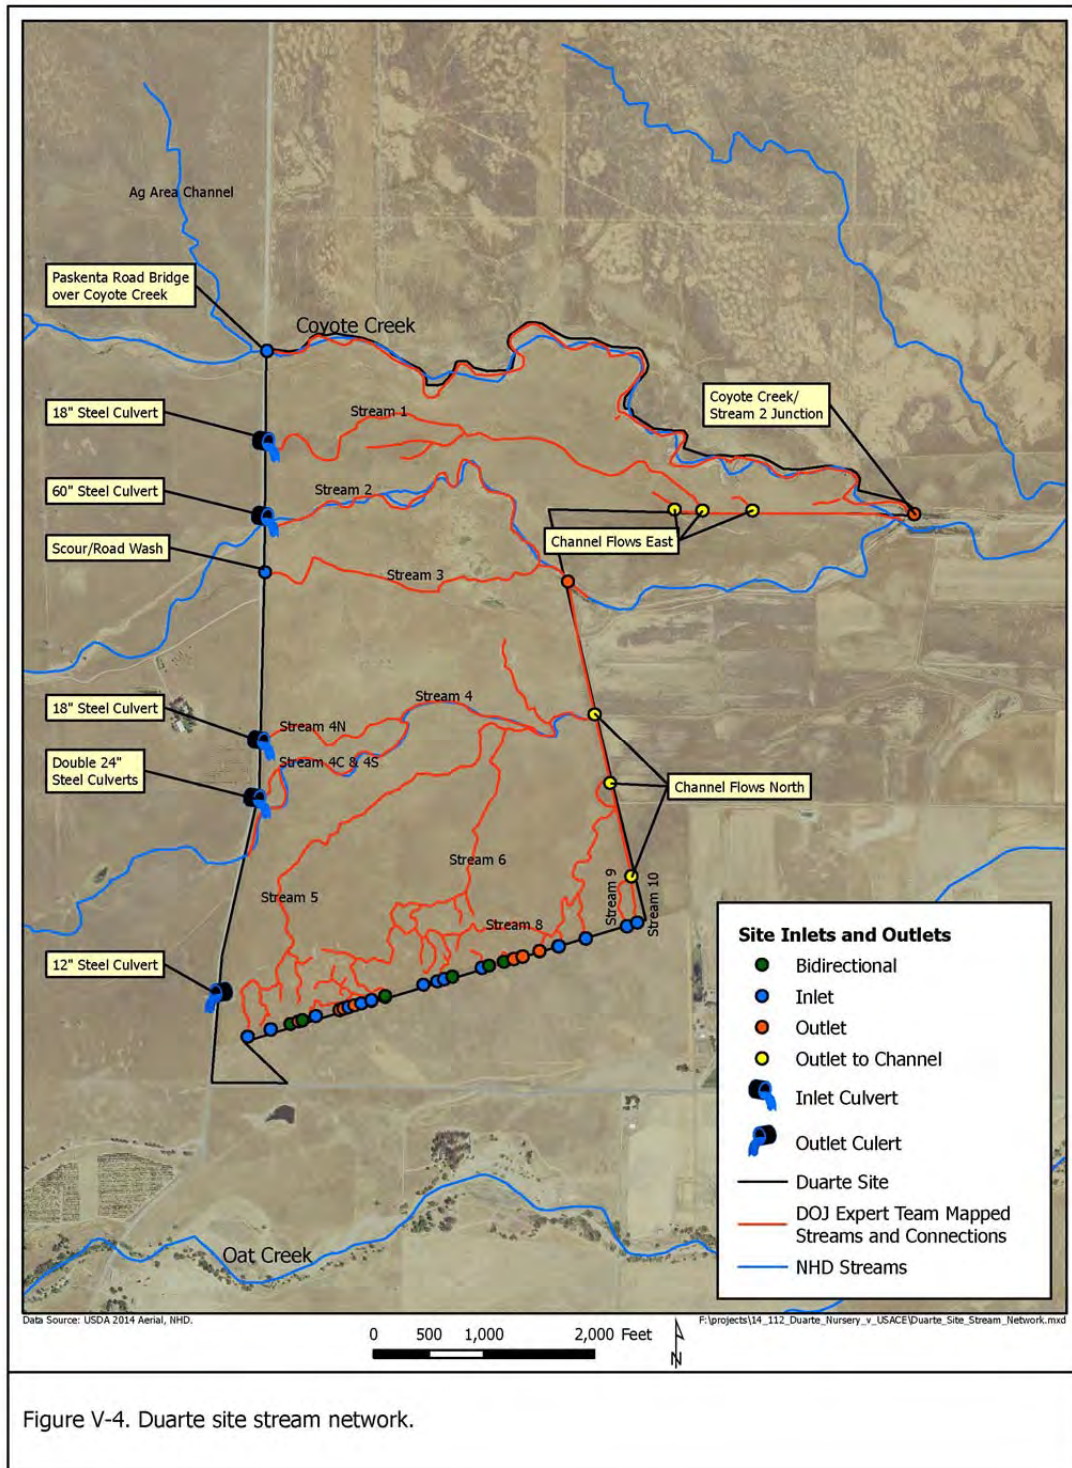 Ag Area Channel
Paskenta Road Bridge
over Coyote Creek
Coyote Creek
18" Steel Culvert
Stream 1
Coyote Creek/
Stream 2 Junction
60" Steel Culvert
Stream 2
Scour/Road Wash
Channel Flows East
Stream 3
18" Steel Culvert
Stream 4
Stream 4N
Double 24"
Steel Culverts
Stream 4C & 4S
Channel Flows North
Stream 6
Stream 5
Stream 9
Stream 10
Stream 8
12" Steel Culvert
Oat Creek
Site Inlets and Outlets
Bidirectional
Inlet
Outlet
Outlet to Channel
Inlet Culvert
Outlet Culert
Duarte Site
DOJ Expert Team Mapped
Streams and Connections
NHD Streams
Data Source: USDA 2014 Aerial, NHD.
F:\projects\14_112_Duarte_Nursery_v_USACE\Duarte_Site_Stream_Network.mxd
0 500 1,000 2,000 Feet
N
Figure V-4. Duarte site stream network.